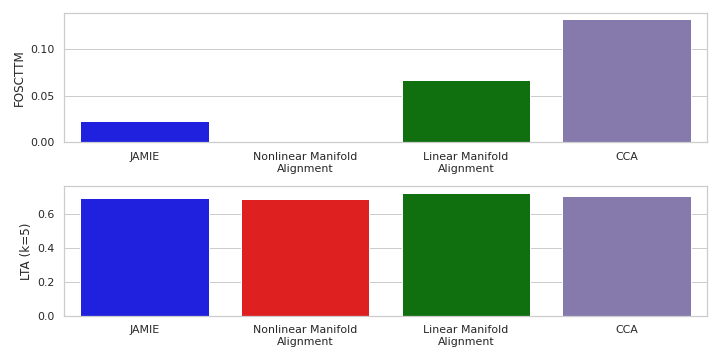 FOSCTTM
0.10
0.05
0.00
JAMIE
Nonlinear Manifold
Alignment
Linear Manifold
Alignment
CCA
LTA (k=5)
0.6
0.4
0.2
0.0
JAMIE
Nonlinear Manifold
Alignment
Linear Manifold
Alignment
CCA